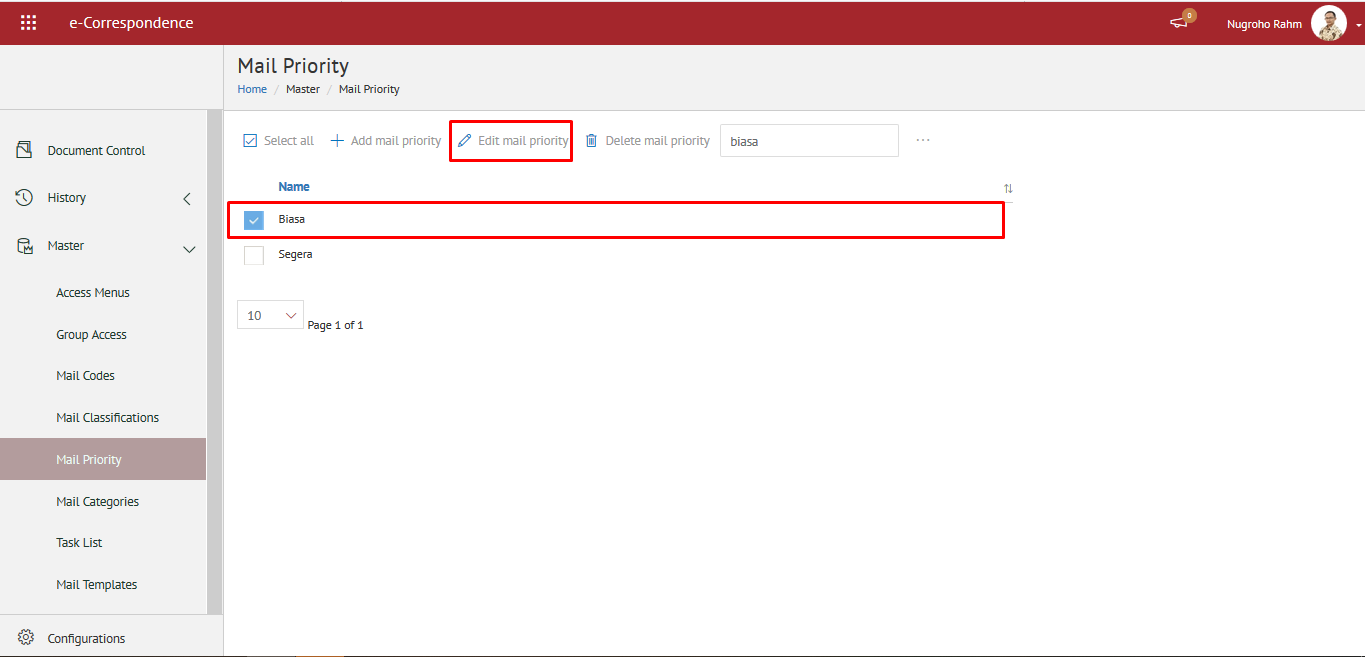 e-Correspondence
0
Nugroho Rahm
Mail Priority
Home / Master / Mail Priority
Document Control
History
Master
Access Menus
Group Access
Mail Codes
Mail Classifications
Mail Priority
Mail Categories
Task List
Mail Templates
Configurations
Select all Add mail priority Edit mail priority Delete mail priority biasa ...
Name
Biasa
Segera
10 Page 1 of 1